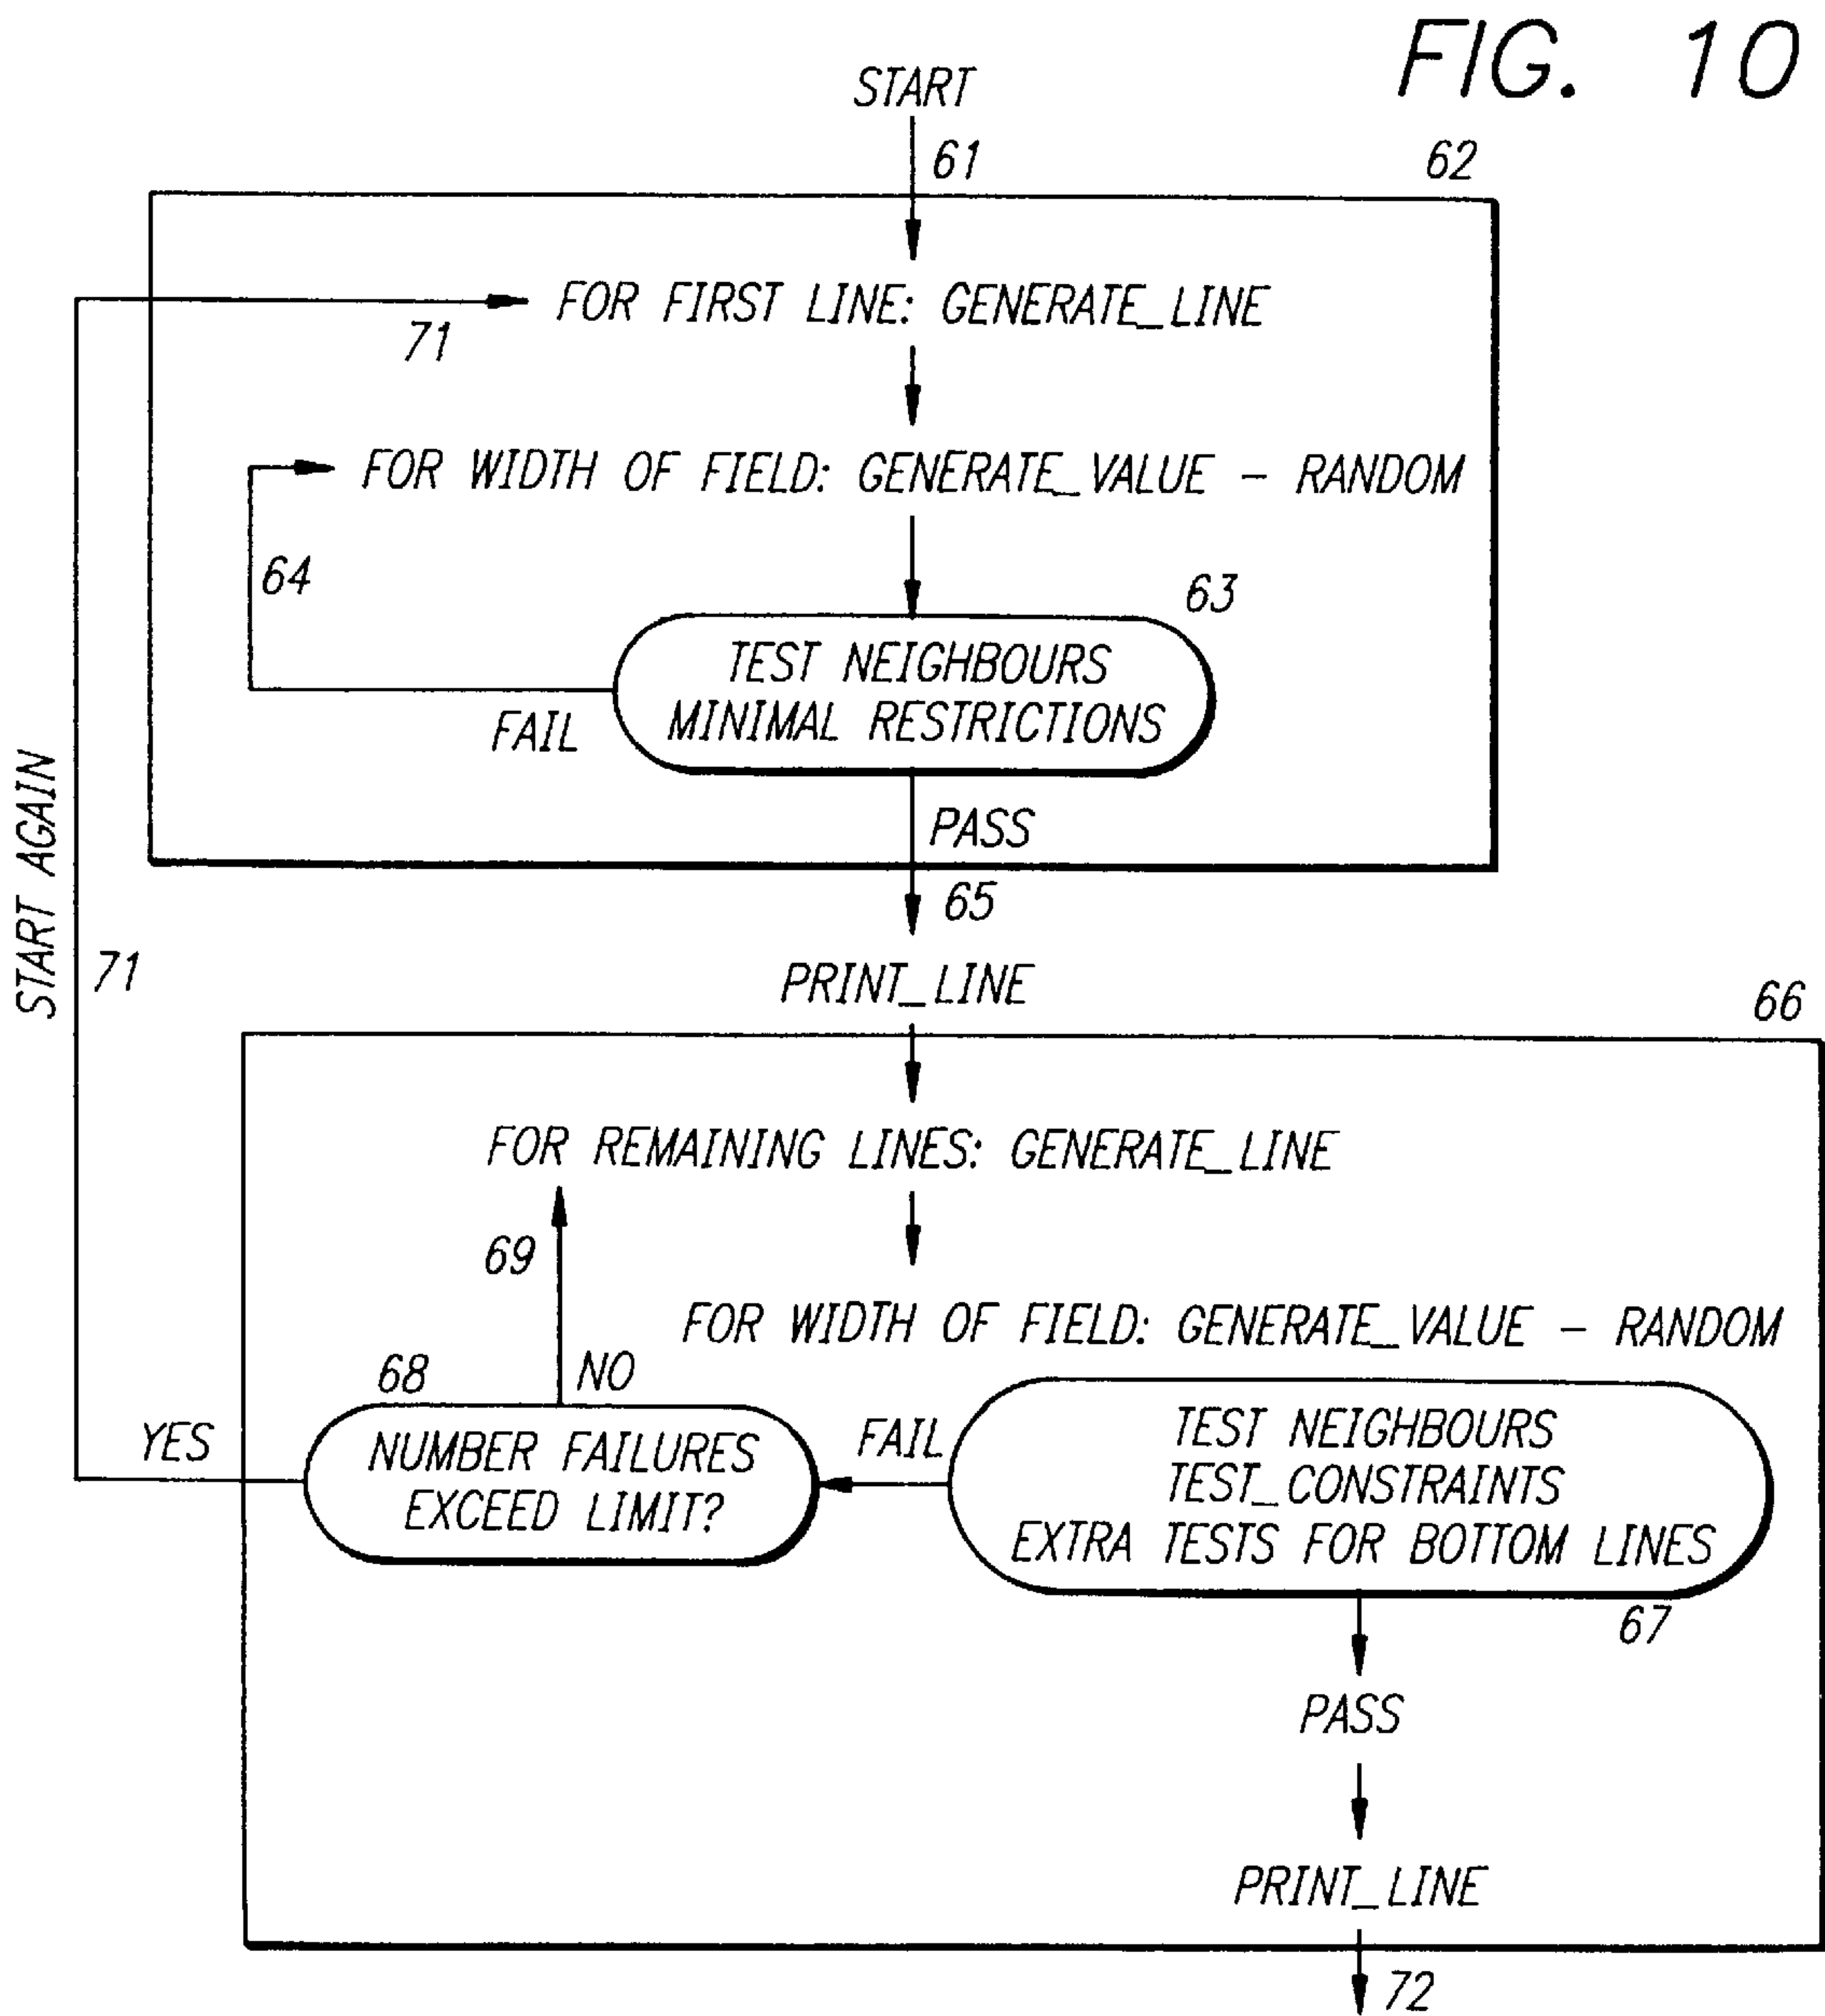 FIG. 10
START
61
62
FOR FIRST LINE: GENERATE_LINE
71
FOR WIDTH OF FIELD: GENERATE_VALUE - RANDOM
64
63
TEST NEIGHBOURS
MINIMAL RESTRICTIONS
FAIL
PASS
65
START AGAIN
71
PRINT_LINE
66
FOR REMAINING LINES: GENERATE_LINE
69
FOR WIDTH OF FIELD: GENERATE_VALUE - RANDOM
68
NO
YES
NUMBER FAILURES
EXCEED LIMIT?
FAIL
TEST NEIGHBOURS
TEST_CONSTRAINTS
EXTRA TESTS FOR BOTTOM LINES
67
PASS
PRINT_LINE
72